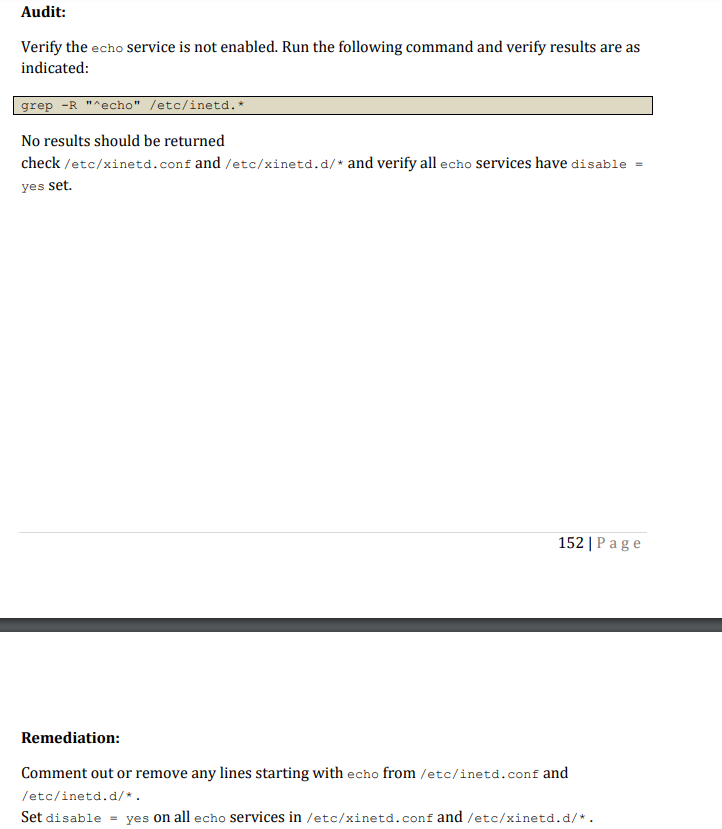 Audit:
Verify the echo service is not enabled. Run the following command and verify results are as
indicated:
grep -R "^echo" /etc/inetd.*
No results should be returned
check /etc/xinetd.conf and /etc/xinetd.d/* and verify all echo services have disable =
yes set.
152 | P a g e
Remediation:
Comment out or remove any lines starting with echo from /etc/inetd.conf and
/etc/inetd.d/*.
Set disable = yes on all echo services in /etc/xinetd.conf and /etc/xinetd.d/*.